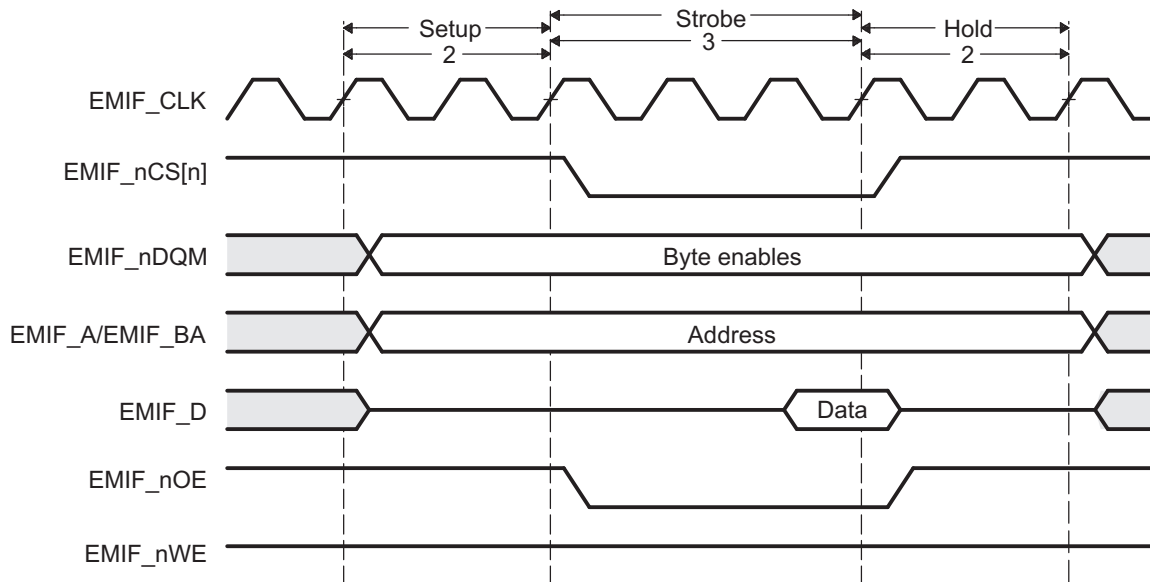 Setup
Strobe
Hold
2
3
2
EMIF_CLK
EMIF_nCS[n]
EMIF_nDQM
Byte enables
EMIF_A/EMIF_BA
Address
EMIF_D
Data
EMIF_nOE
EMIF_nWE